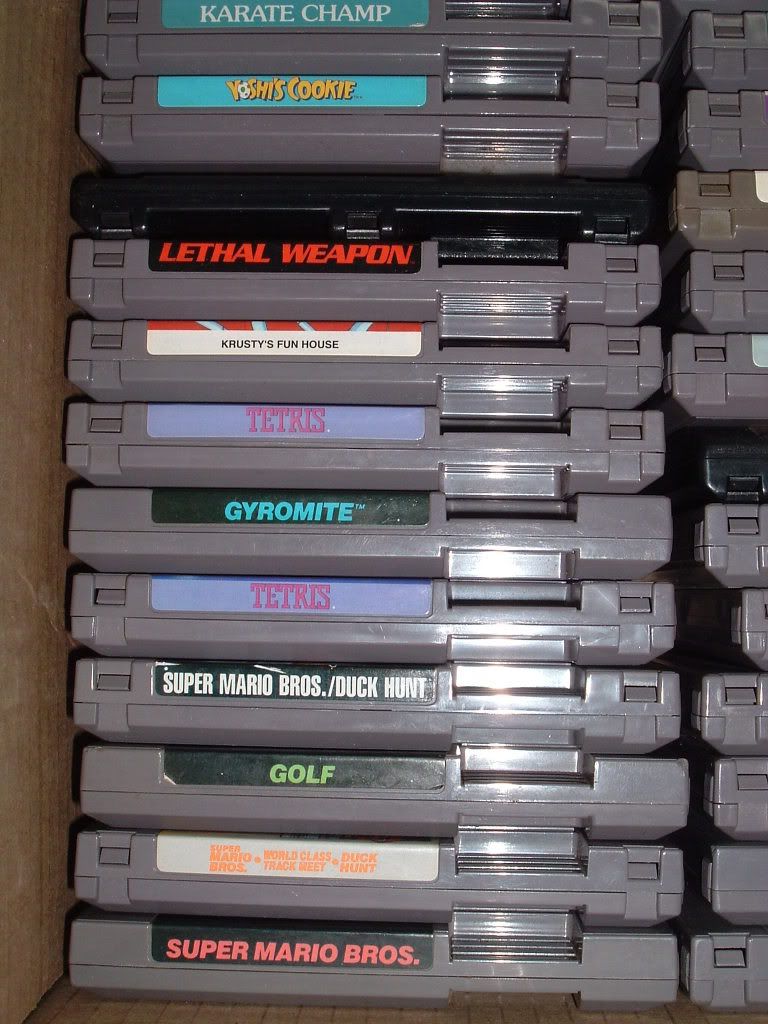 KARATE CHAMP
YOSHI'S COOKIE
LETHAL WEAPON
KRUSTY'S FUN HOUSE
TETRIS
GYROMITE™
TETRIS
SUPER MARIO BROS./DUCK HUNT
GOLF
SUPER MARIO BROS. • WORLD CLASS TRACK MEET • DUCK HUNT
SUPER MARIO BROS.